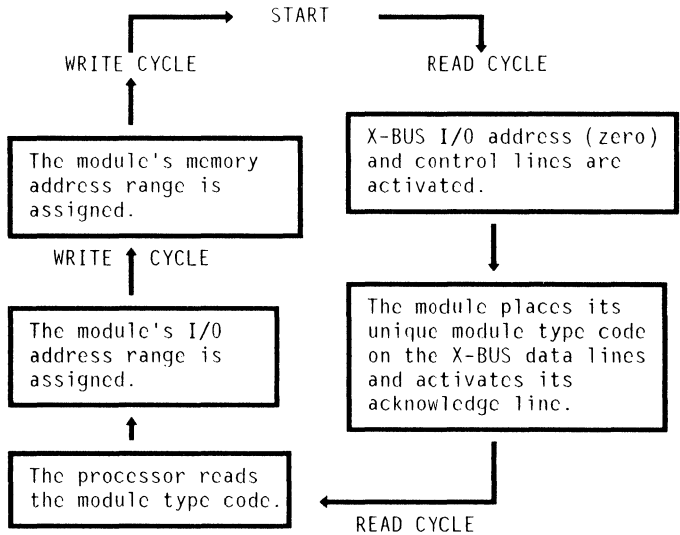 START
WRITE CYCLE
READ CYCLE
X-BUS I/O address (zero)
and control lines are
activated.
The module's memory
address range is
assigned.
WRITE CYCLE
The module places its
unique module type code
on the X-BUS data lines
and activates its
acknowledge line.
The module's I/O
address range is
assigned.
The processor reads
the module type code.
READ CYCLE